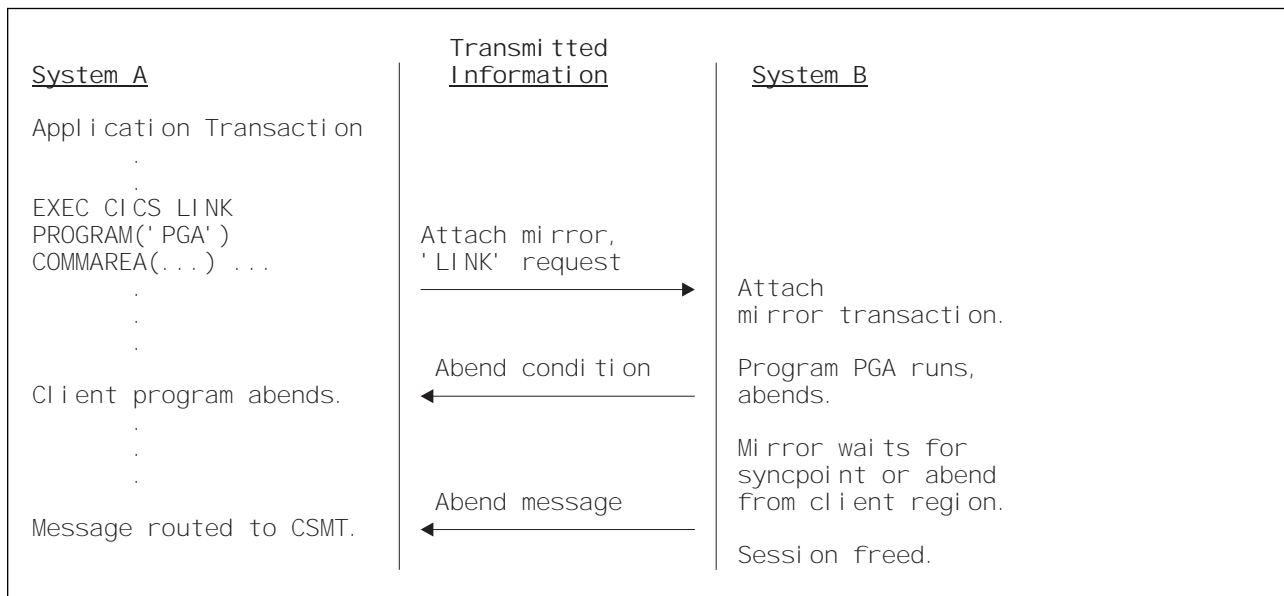 Transmitted
System A Information System B
Application Transaction
.
.
EXEC CICS LINK
PROGRAM('PGA') Attach mirror,
COMMAREA(...) ... 'LINK' request
. Attach
. mirror transaction.
.
Abend condition Program PGA runs,
Client program abends. abends.
.
. Mirror waits for
. syncpoint or abend
Abend message from client region.
Message routed to CSMT.
Session freed.